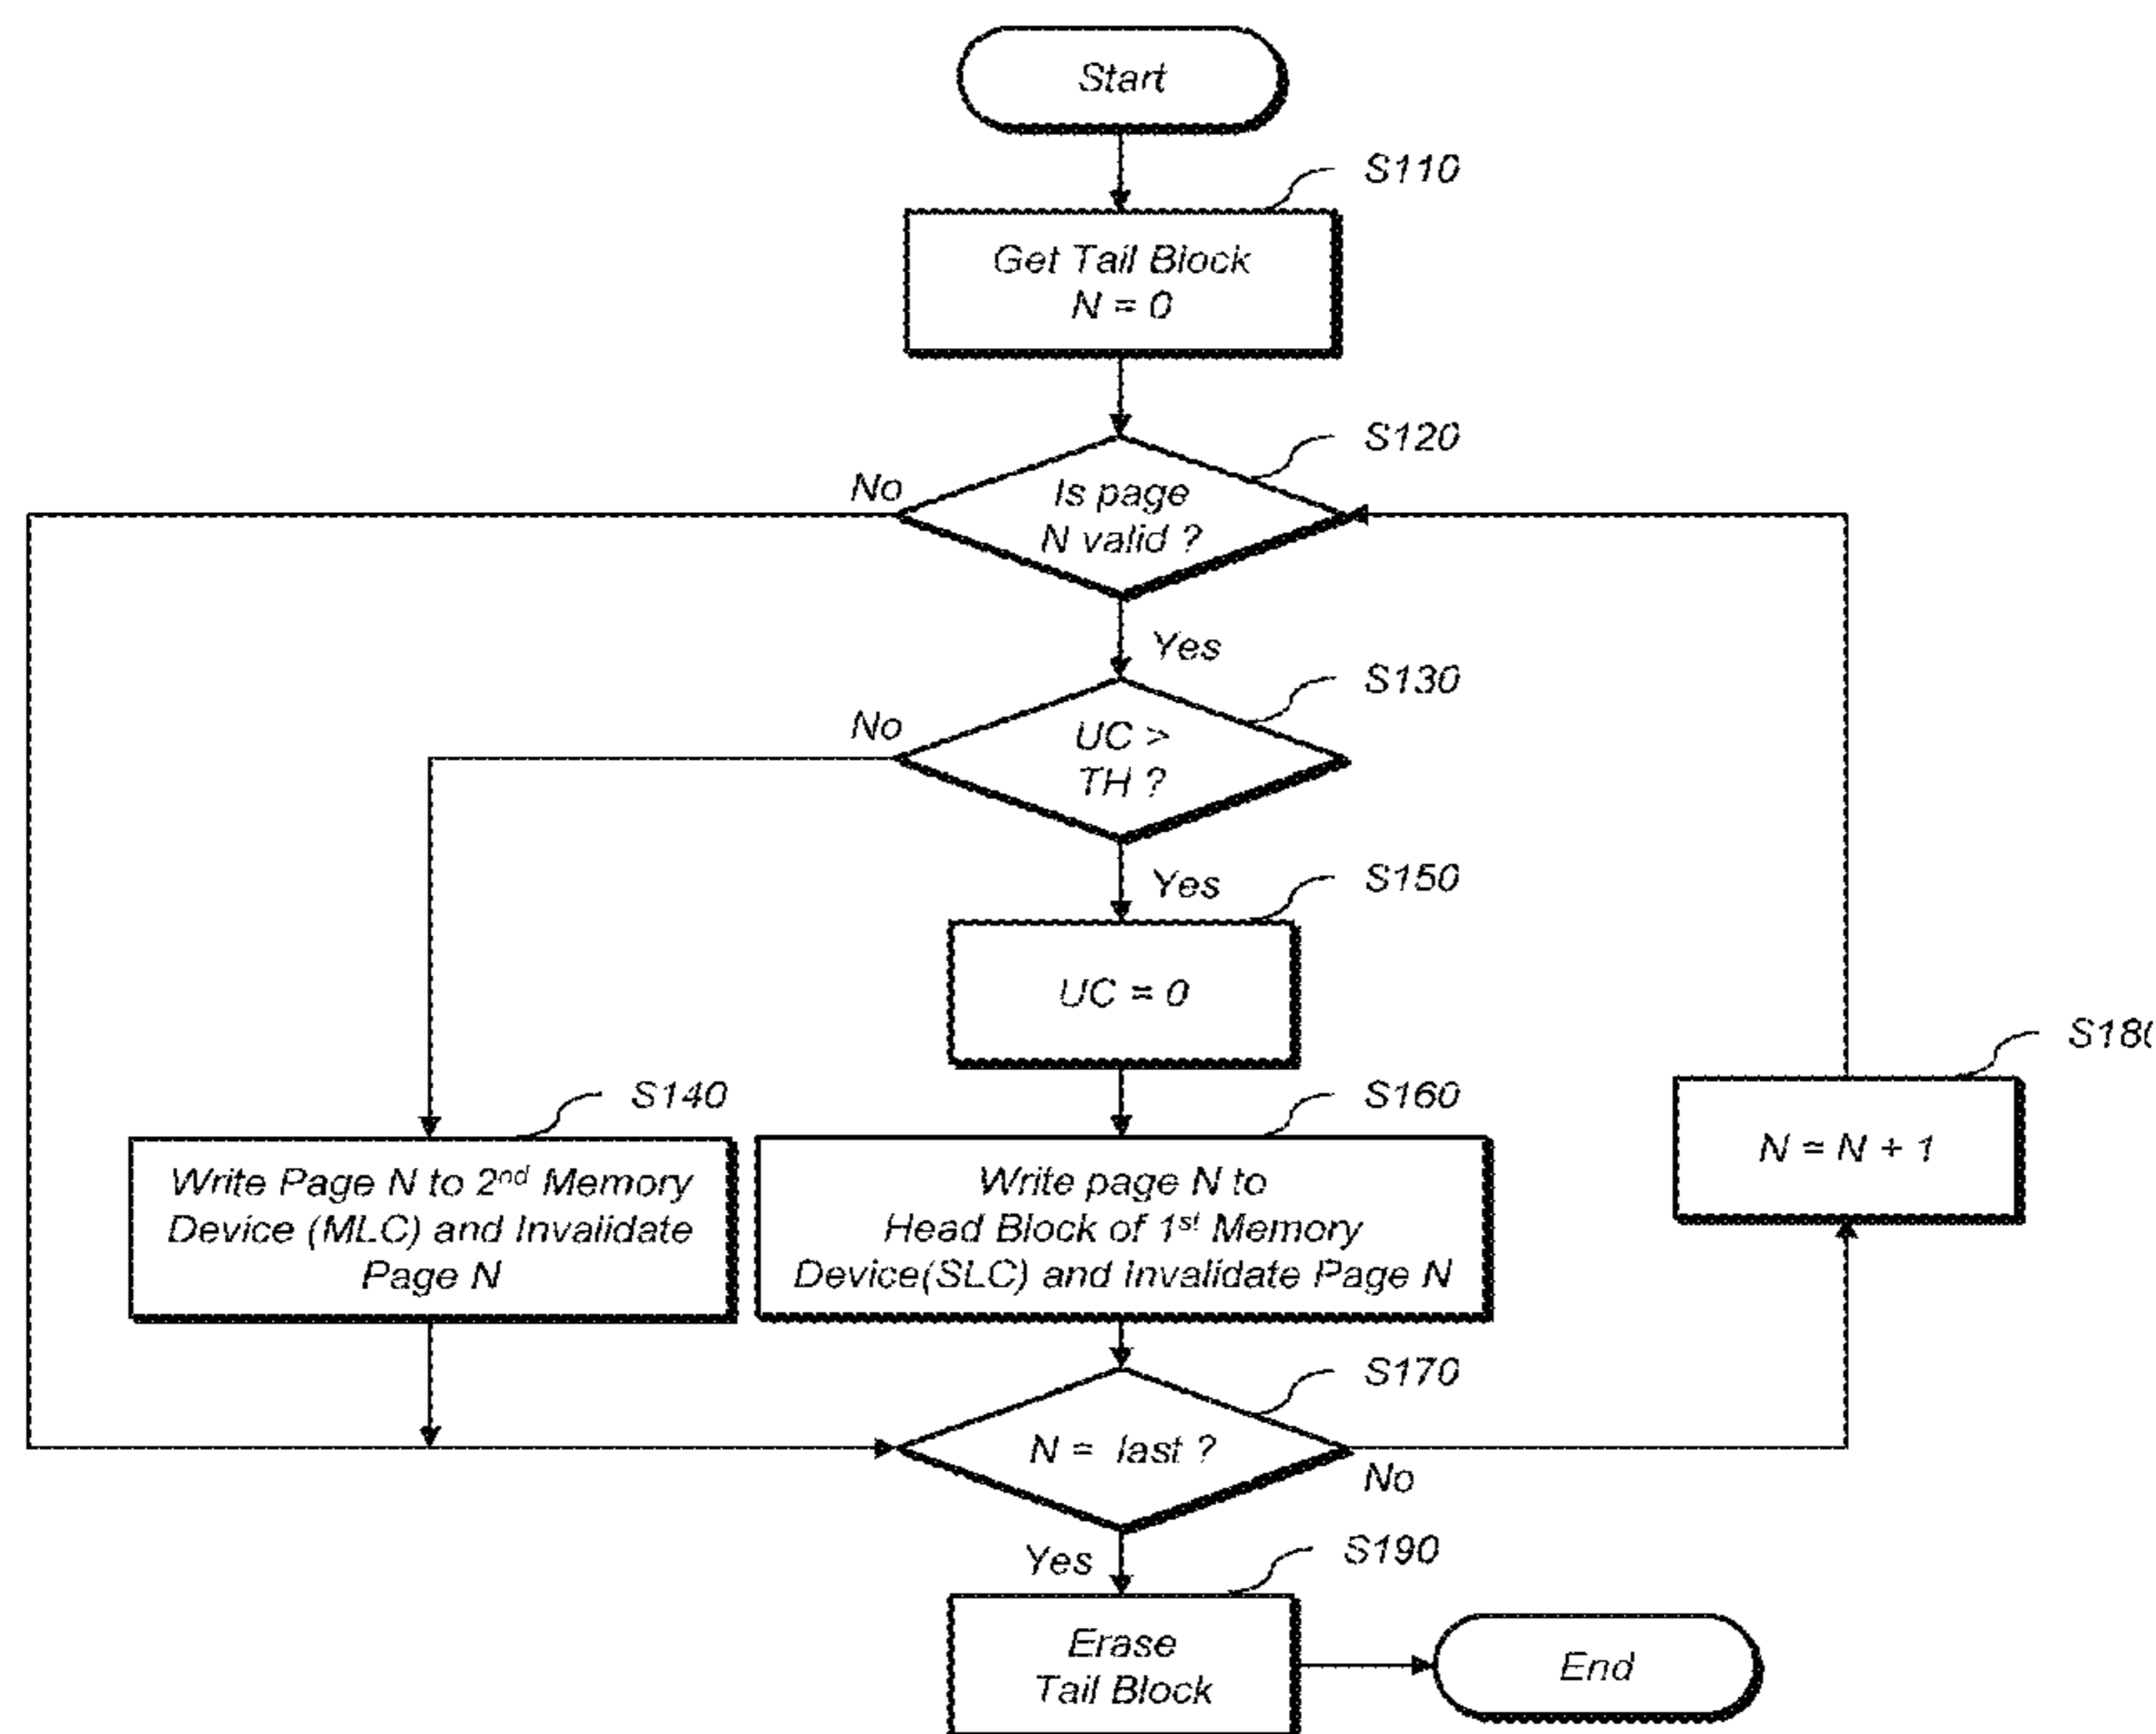 Start
S110
Get Tail Block
N = 0
S120
No
Is page
N valid ?
Yes
S130
No
UC >
TH ?
Yes
S150
UC = 0
S180
N = N + 1
S140
Write Page N to 2nd Memory
Device (MLC) and Invalidate
Page N
S160
Write page N to
Head Block of 1st Memory
Device(SLC) and Invalidate Page N
S170
N = last ?
No
Yes
S190
Erase
Tail Block
End